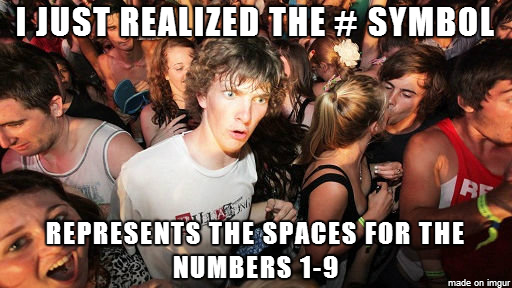 I JUST REALIZED THE # SYMBOL
REPRESENTS THE SPACES FOR THE
NUMBERS 1-9
made on imgur